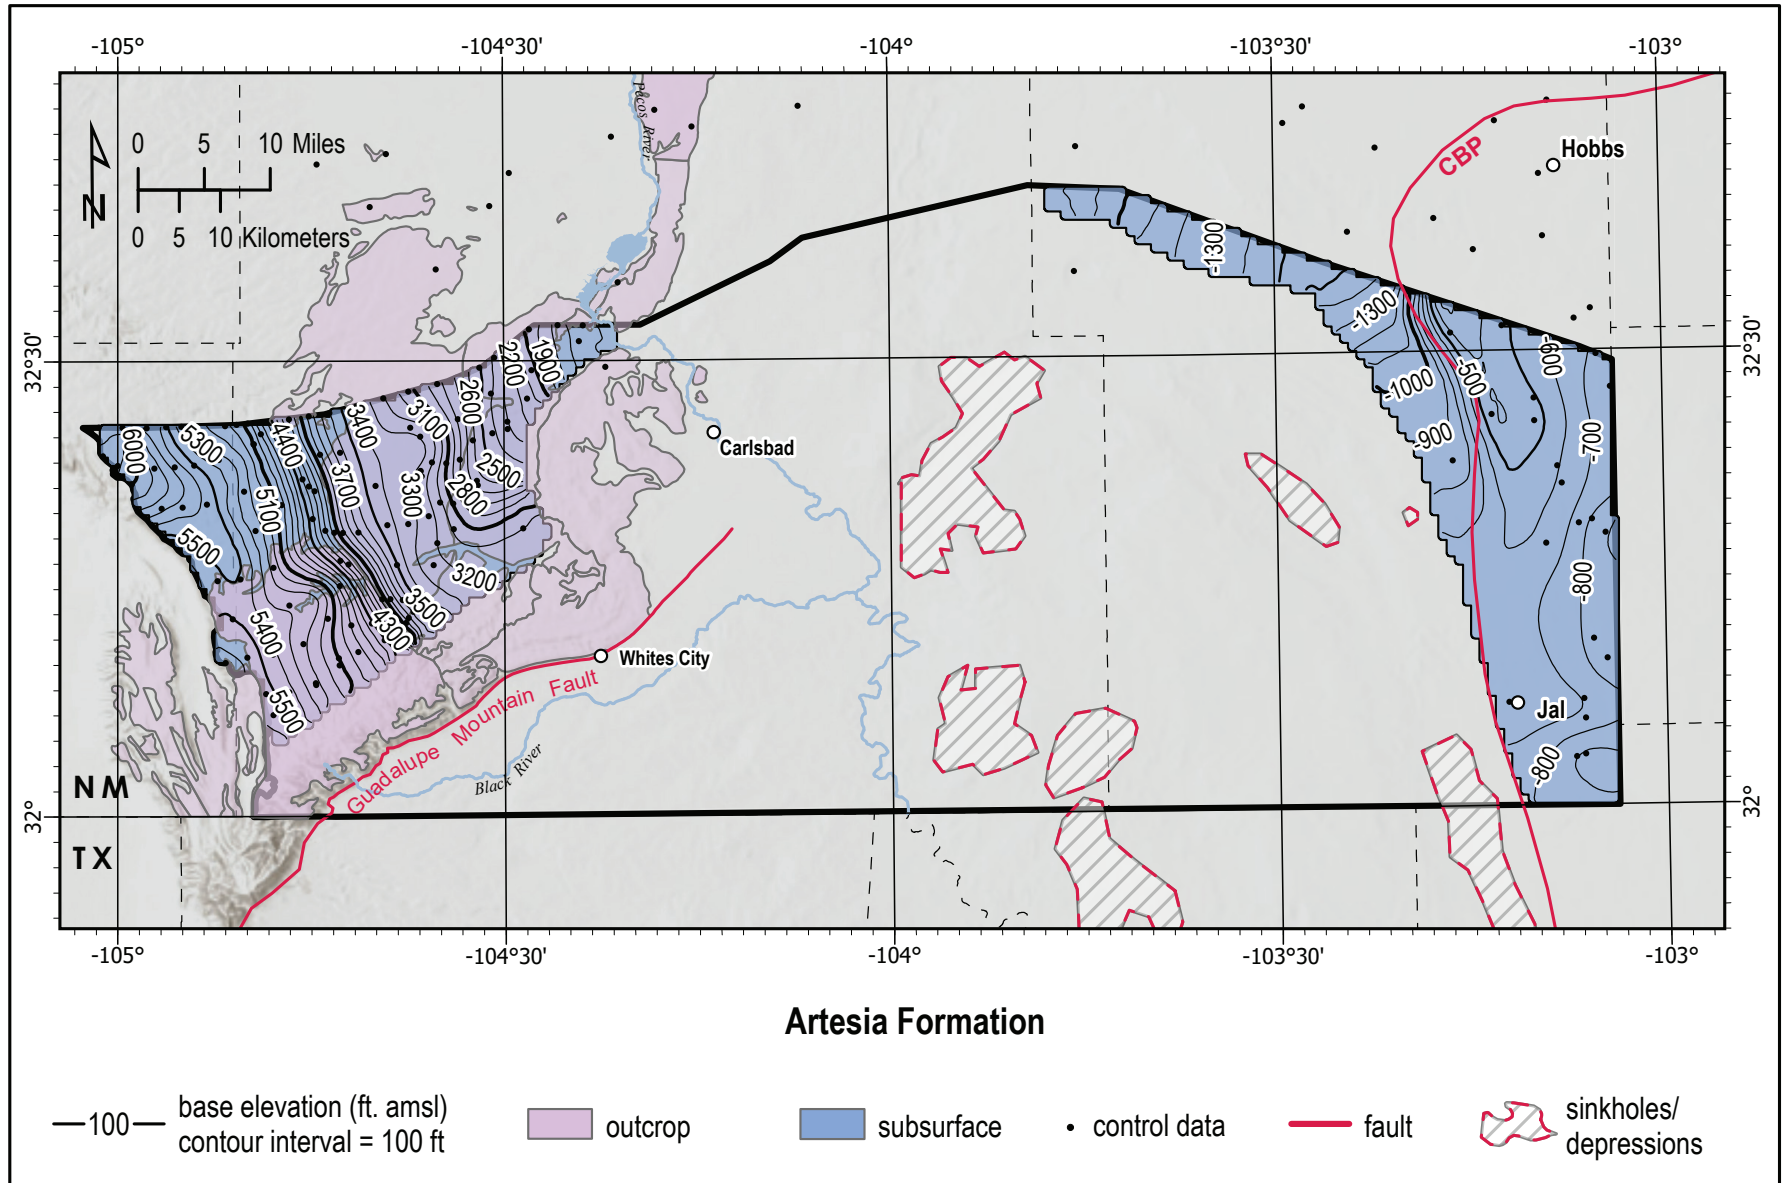 -105°
-104°30'
-104°
-103°30'
-103°
0 5 10 Miles
0 5 10 Kilometers
N
Pecos River
CBP
Hobbs
32°30'
32°30'
-1300
-1300
-1000
-900
-500
-600
-700
-800
-800
6000
5300
4400
3400
3100
2600
2200
1900
5100
3700
3300
2800
2500
5500
3200
3500
4300
5400
5500
Carlsbad
Whites City
Jal
Guadalupe Mountain Fault
Black River
NM
TX
32°
32°
-105°
-104°30'
-104°
-103°30'
-103°
Artesia Formation
100
base elevation (ft. amsl)
contour interval = 100 ft
outcrop
subsurface
control data
fault
sinkholes/
depressions